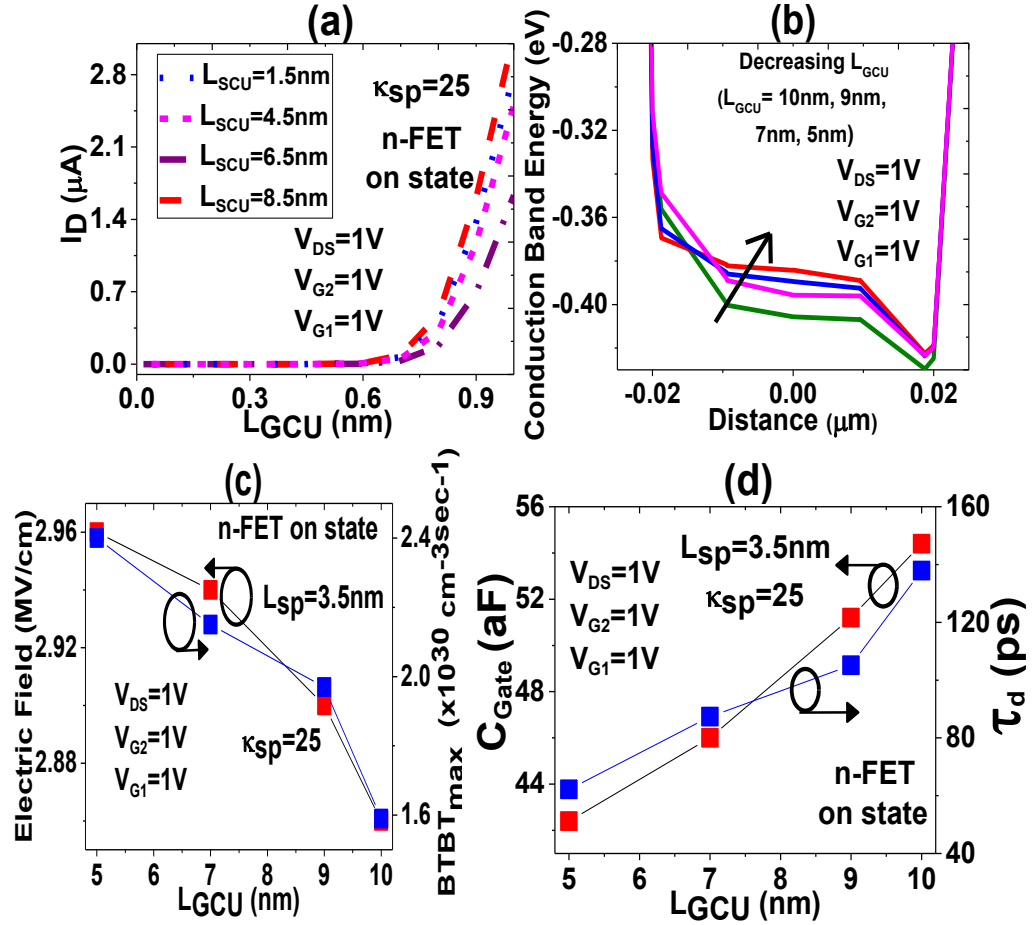 (a)
I_D (μA)
2.8
2.1
1.4
0.7
0.0
L_SCU=1.5nm
L_SCU=4.5nm
L_SCU=6.5nm
L_SCU=8.5nm
κsp=25
n-FET
on state
V_DS=1V
V_G2=1V
V_G1=1V
0.0 0.3 0.6 0.9
L_GCU (nm)
(b)
Conduction Band Energy (eV)
-0.28
-0.32
-0.36
-0.40
Decreasing L_GCU
(L_GCU= 10nm, 9nm,
7nm, 5nm)
V_DS=1V
V_G2=1V
V_G1=1V
-0.02 0.00 0.02
Distance (μm)
(c)
Electric Field (MV/cm)
2.96
2.92
2.88
n-FET on state
L_sp=3.5nm
V_DS=1V
V_G2=1V
V_G1=1V
κsp=25
2.4
2.0
1.6
BTBT_max (x10^30 cm-3sec-1)
5 6 7 8 9 10
L_GCU (nm)
(d)
C_Gate (aF)
56
52
48
44
V_DS=1V
V_G2=1V
V_G1=1V
L_sp=3.5nm
κsp=25
n-FET
on state
160
120
80
40
τ_d (ps)
5 6 7 8 9 10
L_GCU (nm)